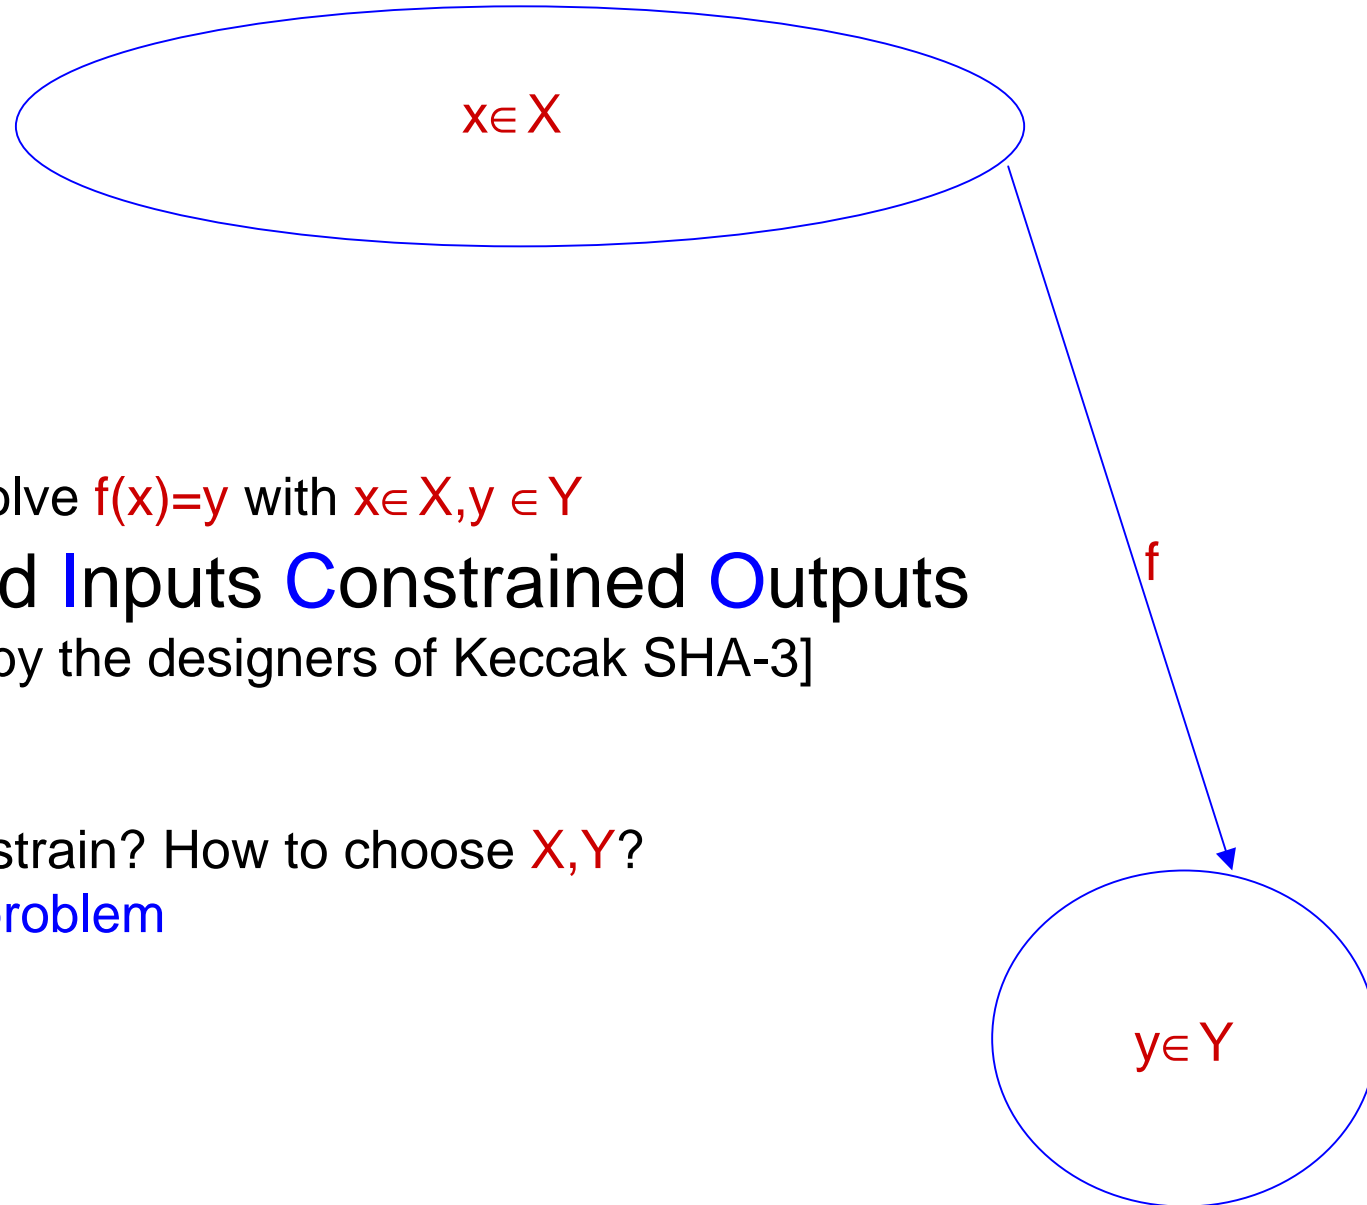 x∈ X
olve f(x)=y with x∈ X,y ∈ Y
d Inputs Constrained Outputs
f
by the designers of Keccak SHA-3]
strain? How to choose X,Y?
roblem
y∈ Y